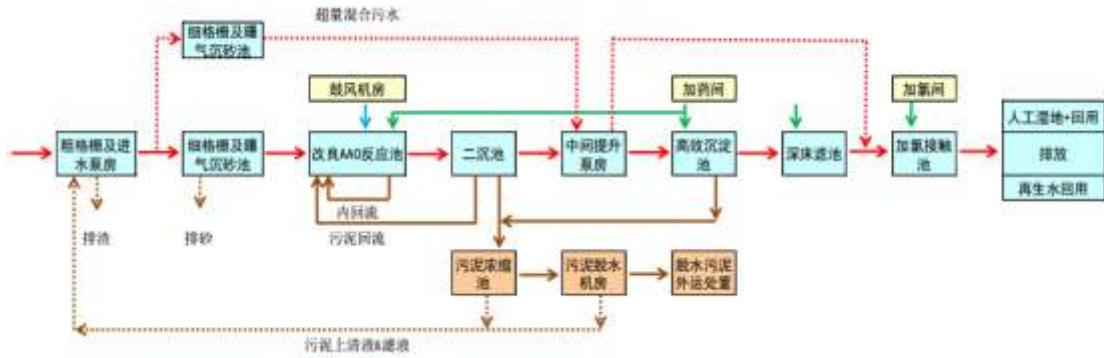 超量混合污水
细格栅及曝
气沉砂池
鼓风机房
加药间
加氯间
粗格栅及进
水泵房
细格栅及曝
气沉砂池
改良AAO反应池
二沉池
中间提升
泵房
高效沉淀
池
深床滤池
加氯接触
池
人工湿地+回用
排放
再生水回用
内回流
污泥回流
排渣
排砂
污泥浓缩
池
污泥脱水
机房
脱水污泥
外运处置
污泥上清液&滤液